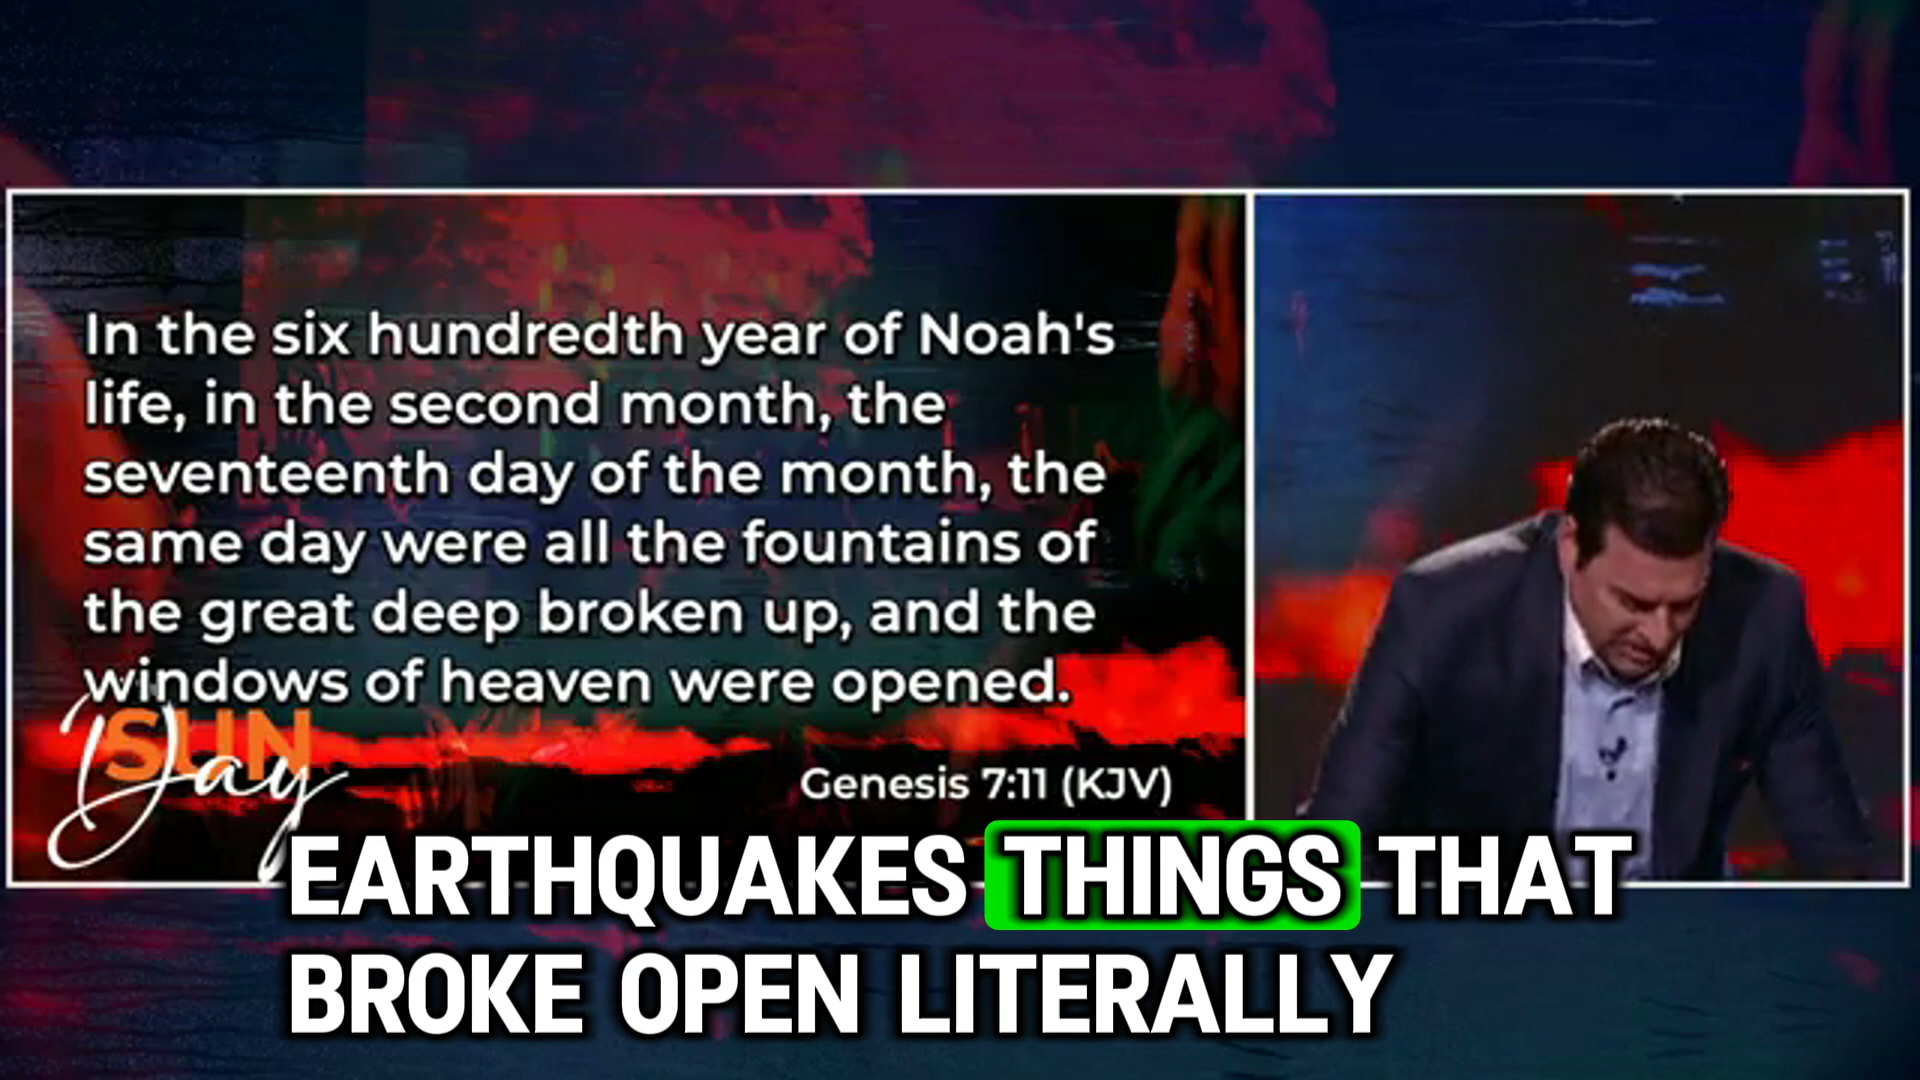 In the six hundredth year of Noah's
life, in the second month, the
seventeenth day of the month, the
same day were all the fountains of
the great deep broken up, and the
windows of heaven were opened.
SUN
Day
Genesis 7:11 (KJV)
EARTHQUAKES THINGS THAT
BROKE OPEN LITERALLY